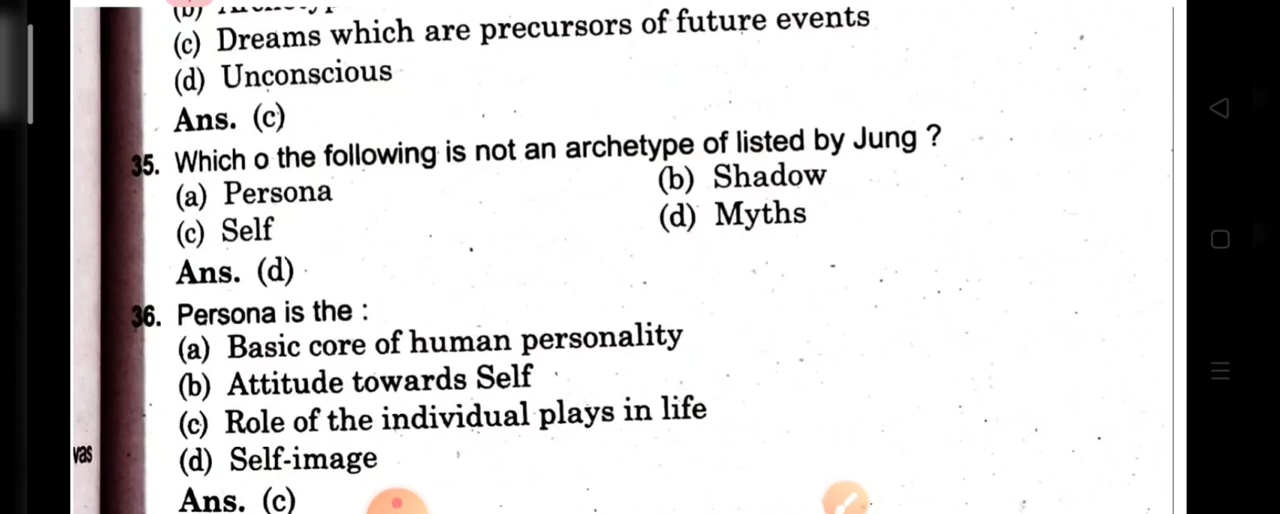 (c) Dreams which are precursors of future events
(d) Unconscious
Ans. (c)
35. Which o the following is not an archetype of listed by Jung ?
(a) Persona (b) Shadow
(c) Self (d) Myths
Ans. (d)
36. Persona is the :
(a) Basic core of human personality
(b) Attitude towards Self
(c) Role of the individual plays in life
(d) Self-image
vas
Ans. (c)